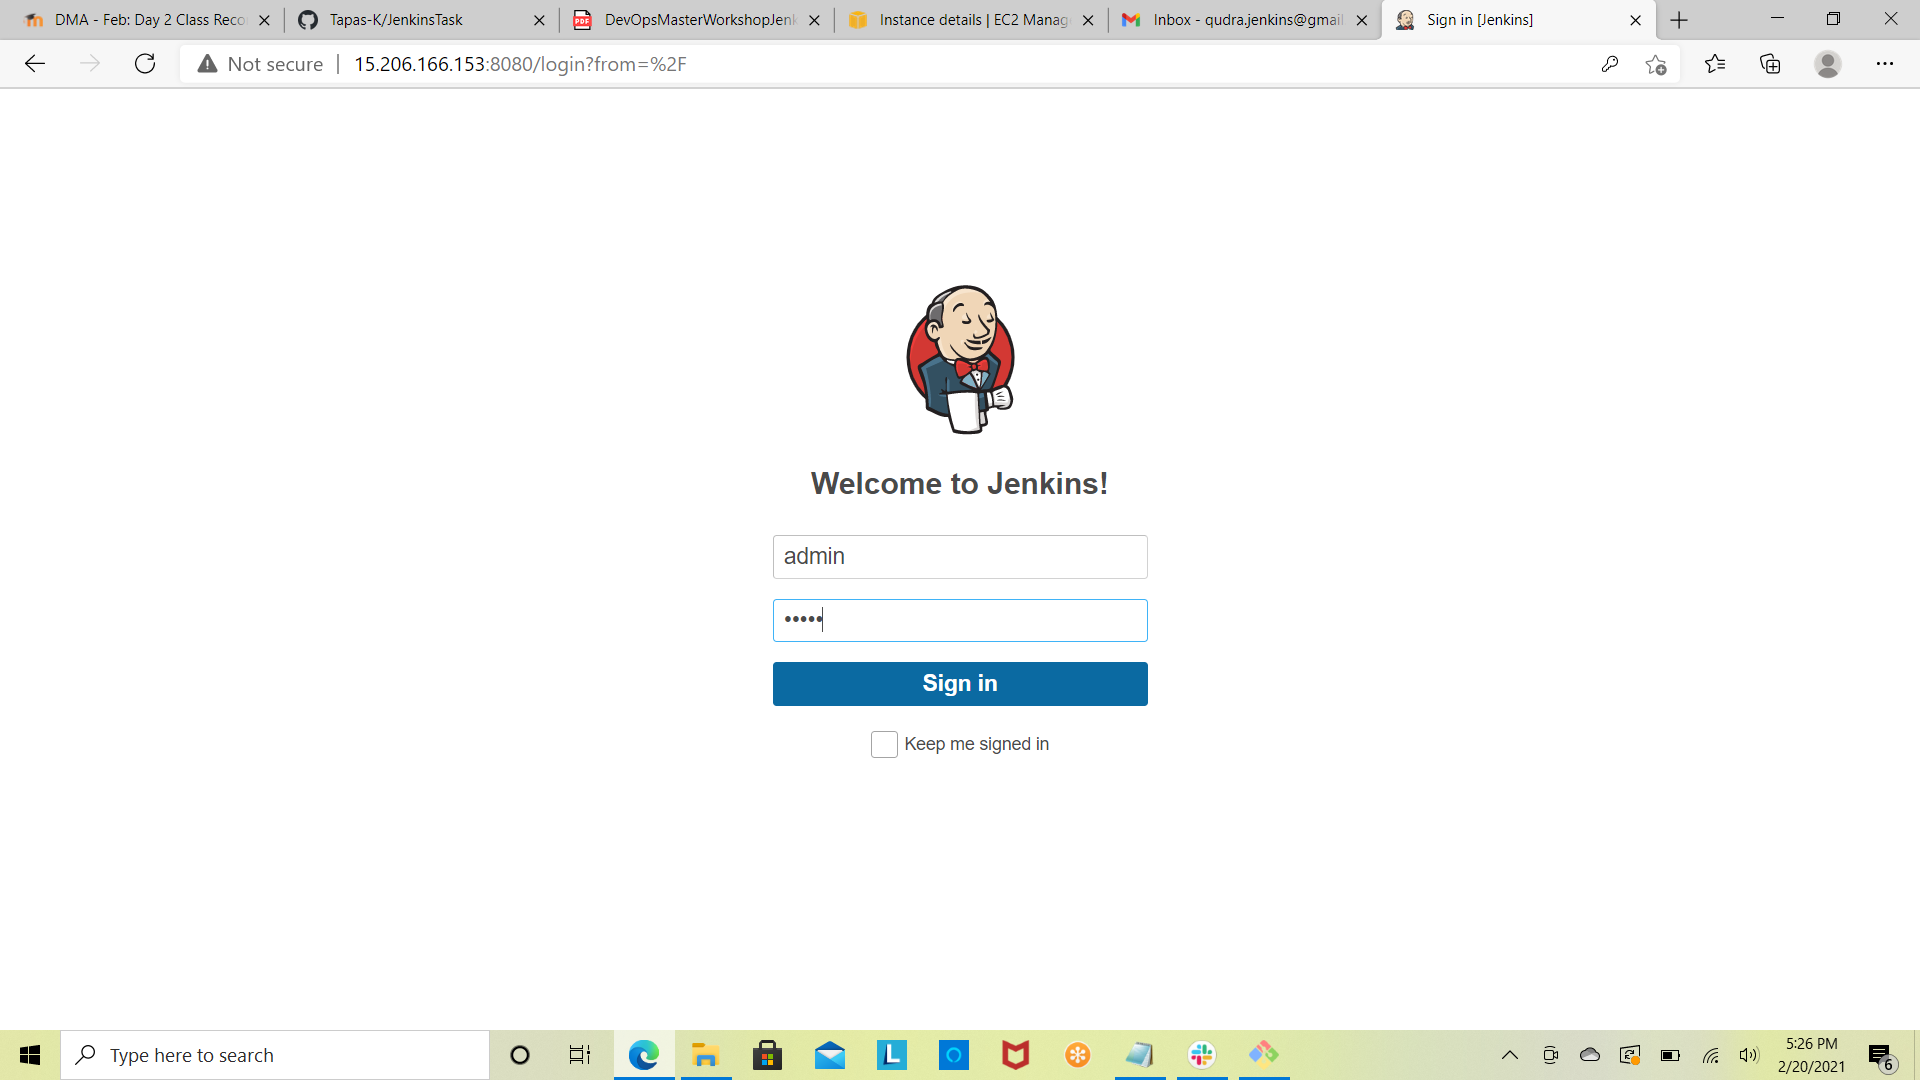 DMA - Feb: Day 2 Class Reco
Tapas-K/JenkinsTask
DevOpsMasterWorkshopJenk
Instance details | EC2 Manag
Inbox - qudra.jenkins@gmail
Sign in [Jenkins]
Not secure | 15.206.166.153:8080/login?from=%2F
Welcome to Jenkins!
admin
•••••
Sign in
Keep me signed in
Type here to search
5:26 PM
2/20/2021
6